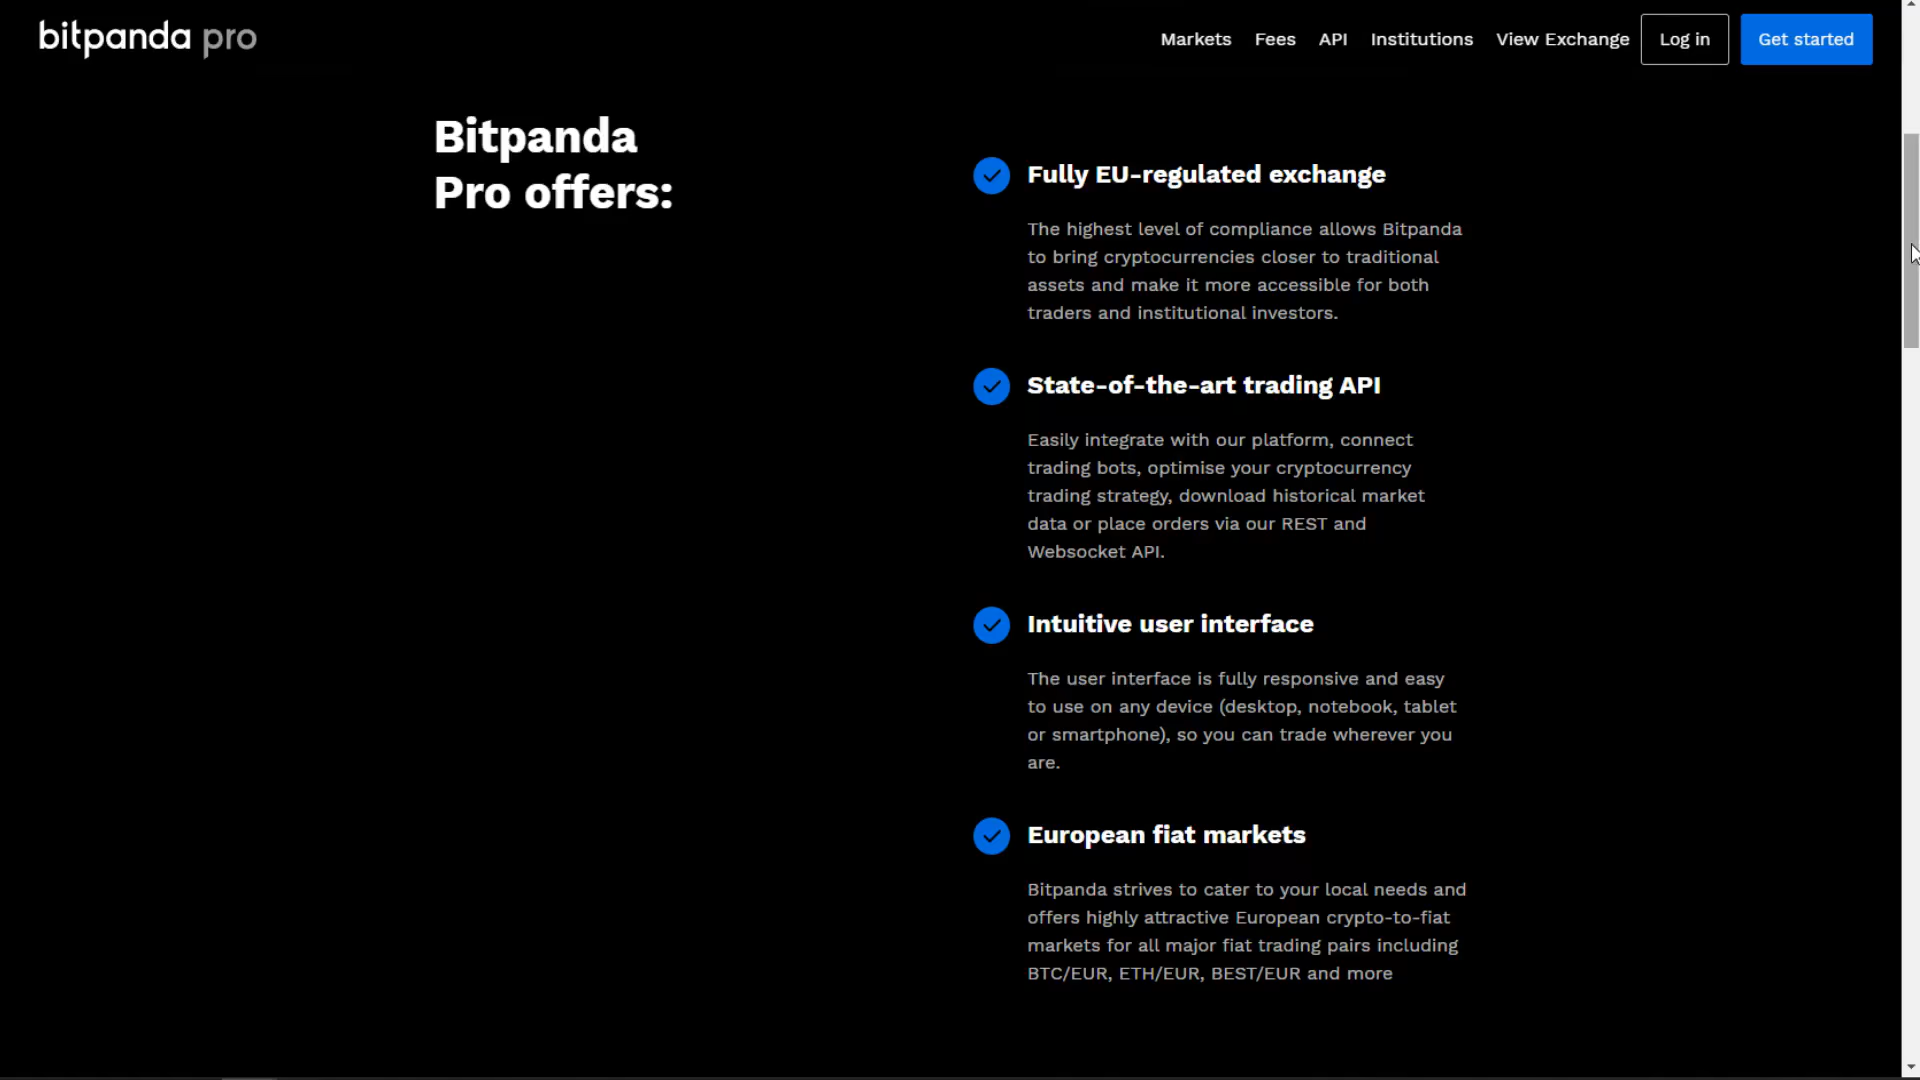 bitpanda pro
Markets Fees API Institutions View Exchange Log in Get started
Bitpanda
Pro offers:
Fully EU-regulated exchange
The highest level of compliance allows Bitpanda
to bring cryptocurrencies closer to traditional
assets and make it more accessible for both
traders and institutional investors.
State-of-the-art trading API
Easily integrate with our platform, connect
trading bots, optimise your cryptocurrency
trading strategy, download historical market
data or place orders via our REST and
Websocket API.
Intuitive user interface
The user interface is fully responsive and easy
to use on any device (desktop, notebook, tablet
or smartphone), so you can trade wherever you
are.
European fiat markets
Bitpanda strives to cater to your local needs and
offers highly attractive European crypto-to-fiat
markets for all major fiat trading pairs including
BTC/EUR, ETH/EUR, BEST/EUR and more